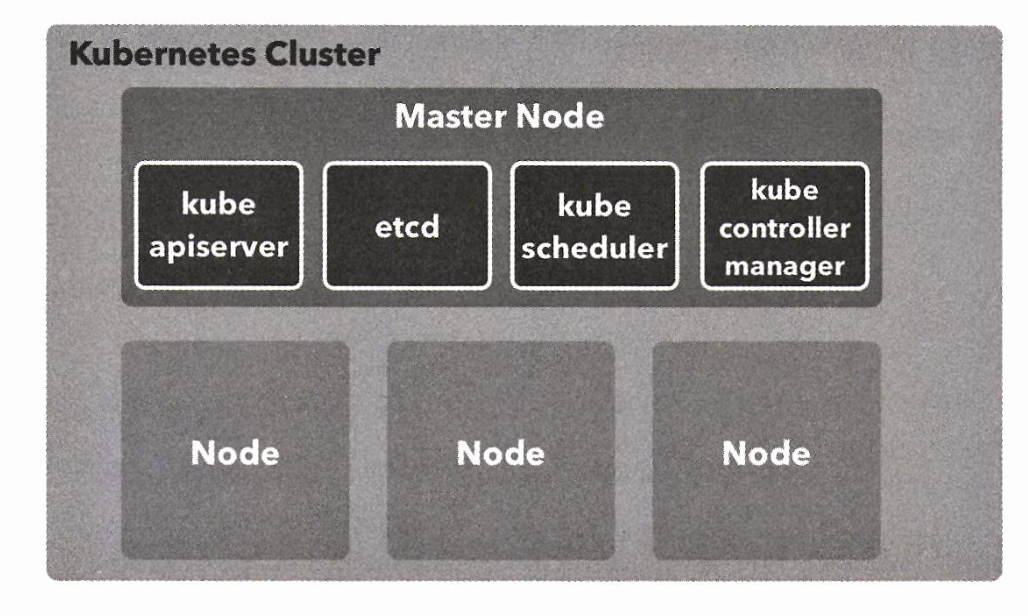 Kubernetes Cluster
Master Node
kube
apiserver
etcd
kube
scheduler
kube
controller
manager
Node
Node
Node